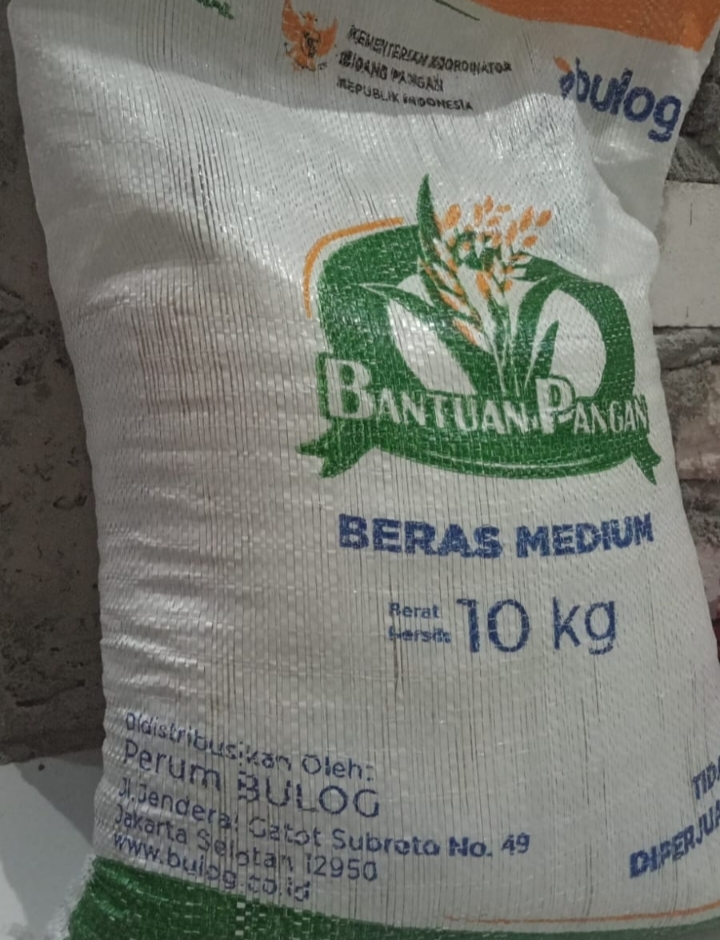 KEMENTERIAN KOORDINATOR
BIDANG PANGAN
REPUBLIK INDONESIA
bulog
BANTUAN PANGAN
BERAS MEDIUM
Berat
bersih
10 kg
Didistribusikan Oleh:
Perum BULOG
Jl.Jenderal Gatot Subroto No. 49
Jakarta Selatan 12950
www.bulog.co.id